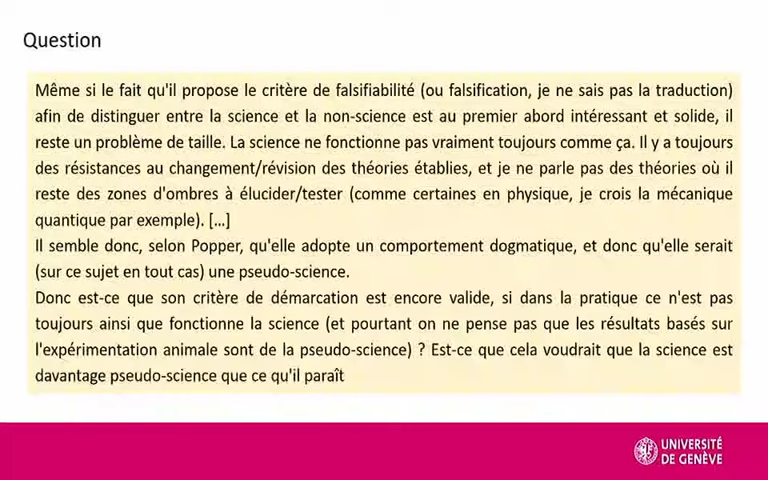 Question
Même si le fait qu'il propose le critère de falsifiabilité (ou falsification, je ne sais pas la traduction)
afin de distinguer entre la science et la non-science est au premier abord intéressant et solide, il
reste un problème de taille. La science ne fonctionne pas vraiment toujours comme ça. Il y a toujours
des résistances au changement/révision des théories établies, et je ne parle pas des théories où il
reste des zones d'ombres à élucider/tester (comme certaines en physique, je crois la mécanique
quantique par exemple). […]
Il semble donc, selon Popper, qu'elle adopte un comportement dogmatique, et donc qu'elle serait
(sur ce sujet en tout cas) une pseudo-science.
Donc est-ce que son critère de démarcation est encore valide, si dans la pratique ce n'est pas
toujours ainsi que fonctionne la science (et pourtant on ne pense pas que les résultats basés sur
l'expérimentation animale sont de la pseudo-science) ? Est-ce que cela voudrait que la science est
davantage pseudo-science que ce qu'il paraît
UNIVERSITÉ
DE GENÈVE